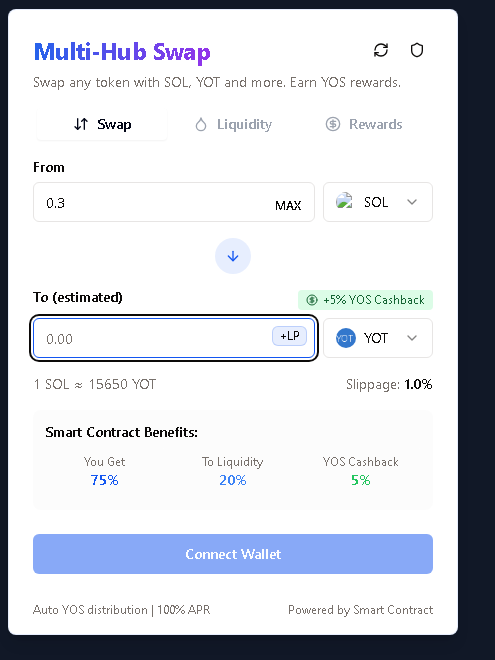 Multi-Hub Swap
Swap any token with SOL, YOT and more. Earn YOS rewards.
Swap Liquidity Rewards
From
0.3 MAX SOL
To (estimated) +5% YOS Cashback
0.00 +LP YOT YOT
1 SOL ≈ 15650 YOT Slippage: 1.0%
Smart Contract Benefits:
You Get To Liquidity YOS Cashback
75% 20% 5%
Connect Wallet
Auto YOS distribution | 100% APR Powered by Smart Contract